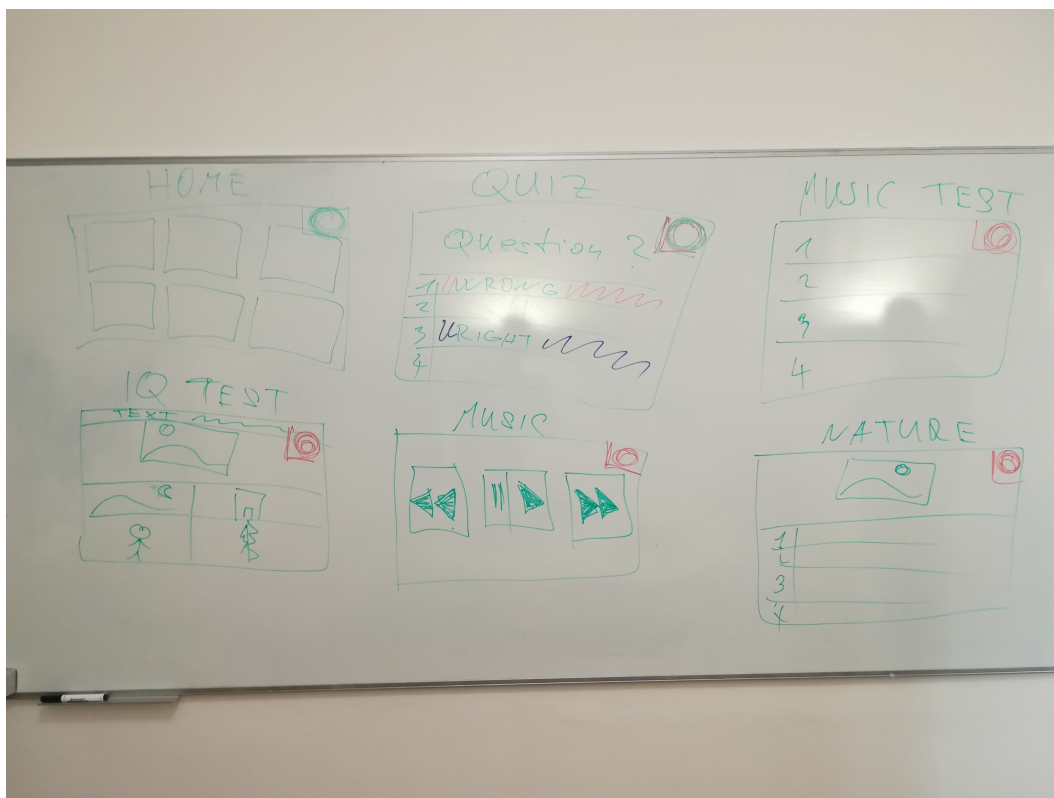 HOME
QUIZ
Question 2
1 WRONG
2
3 RIGHT
4
MUSIC TEST
1
2
3
4
IQ TEST
TEXT
MUSIC
NATURE
1
2
3
4